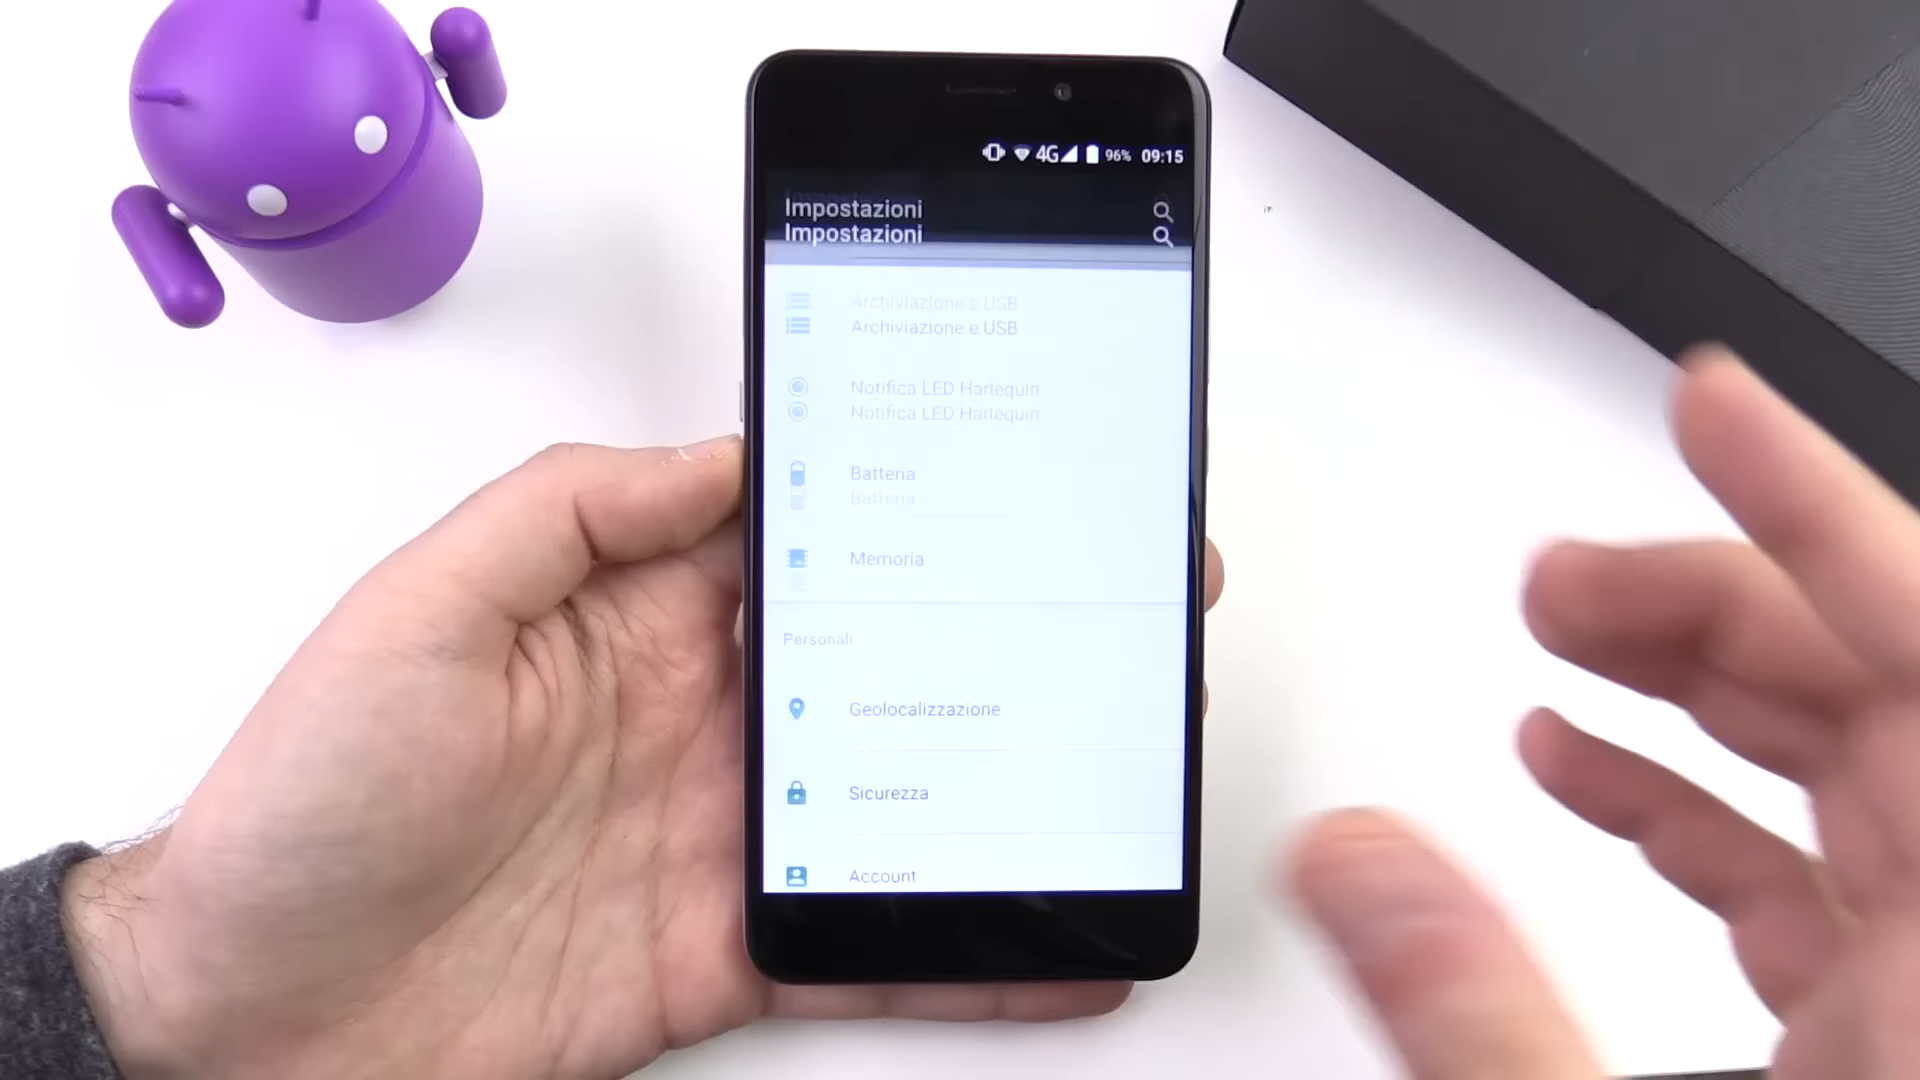 4G 96% 09:15
Impostazioni
Impostazioni
Archiviazione e USB
Archiviazione e USB
Notifica LED Harlequin
Notifica LED Harlequin
Batteria
Batteria
Memoria
Personali
Geolocalizzazione
Sicurezza
Account